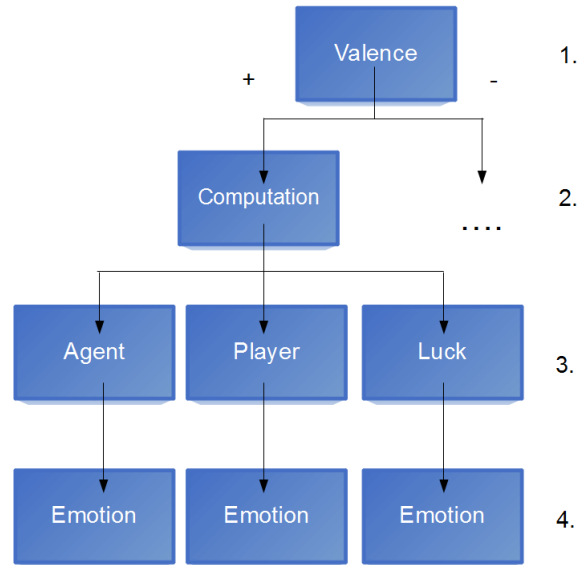 Valence
1.
+
-
Computation
2.
....
Agent
Player
Luck
3.
Emotion
Emotion
Emotion
4.